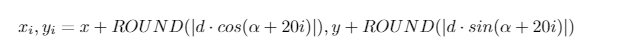 x_i, y_i = x + ROUND(|d · cos(α + 20i)|), y + ROUND(|d · sin(α + 20i)|)